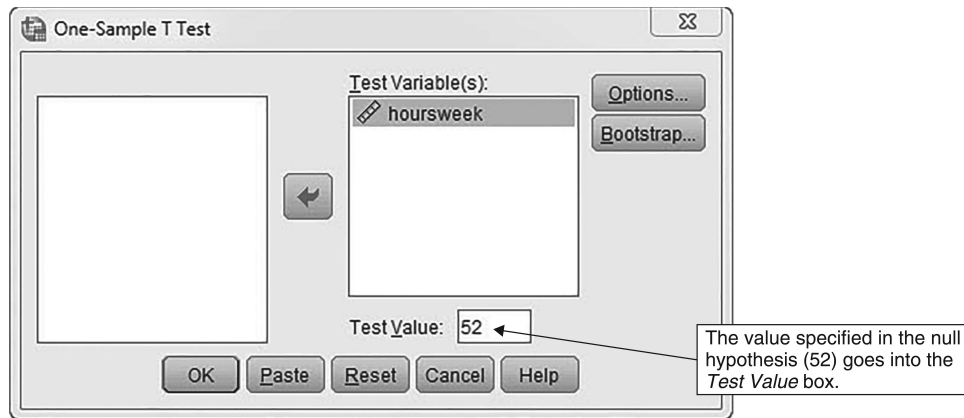 One-Sample T Test
Test Variable(s):
hoursweek
Options...
Bootstrap...
Test Value: 52
OK Paste Reset Cancel Help
The value specified in the null
hypothesis (52) goes into the
Test Value box.